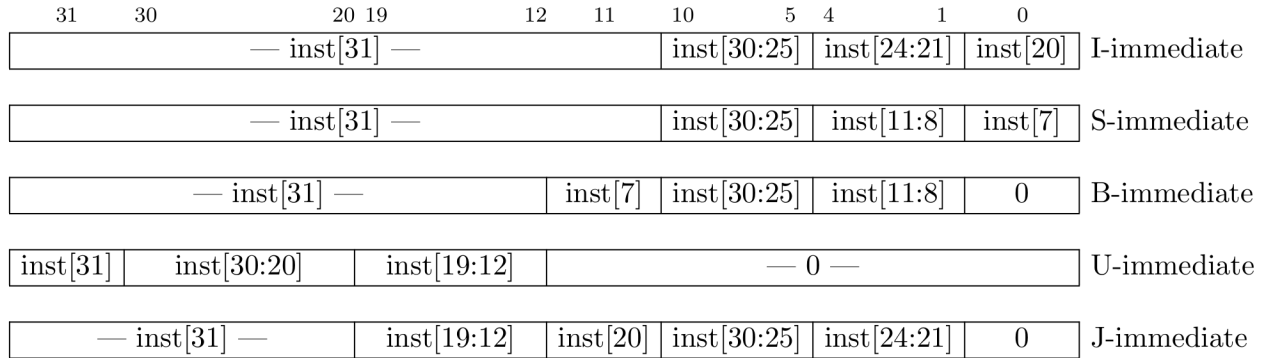 31 30 20 19 12 11 10 5 4 1 0
— inst[31] — inst[30:25] inst[24:21] inst[20] I-immediate
— inst[31] — inst[30:25] inst[11:8] inst[7] S-immediate
— inst[31] — inst[7] inst[30:25] inst[11:8] 0 B-immediate
inst[31] inst[30:20] inst[19:12] — 0 — U-immediate
— inst[31] — inst[19:12] inst[20] inst[30:25] inst[24:21] 0 J-immediate